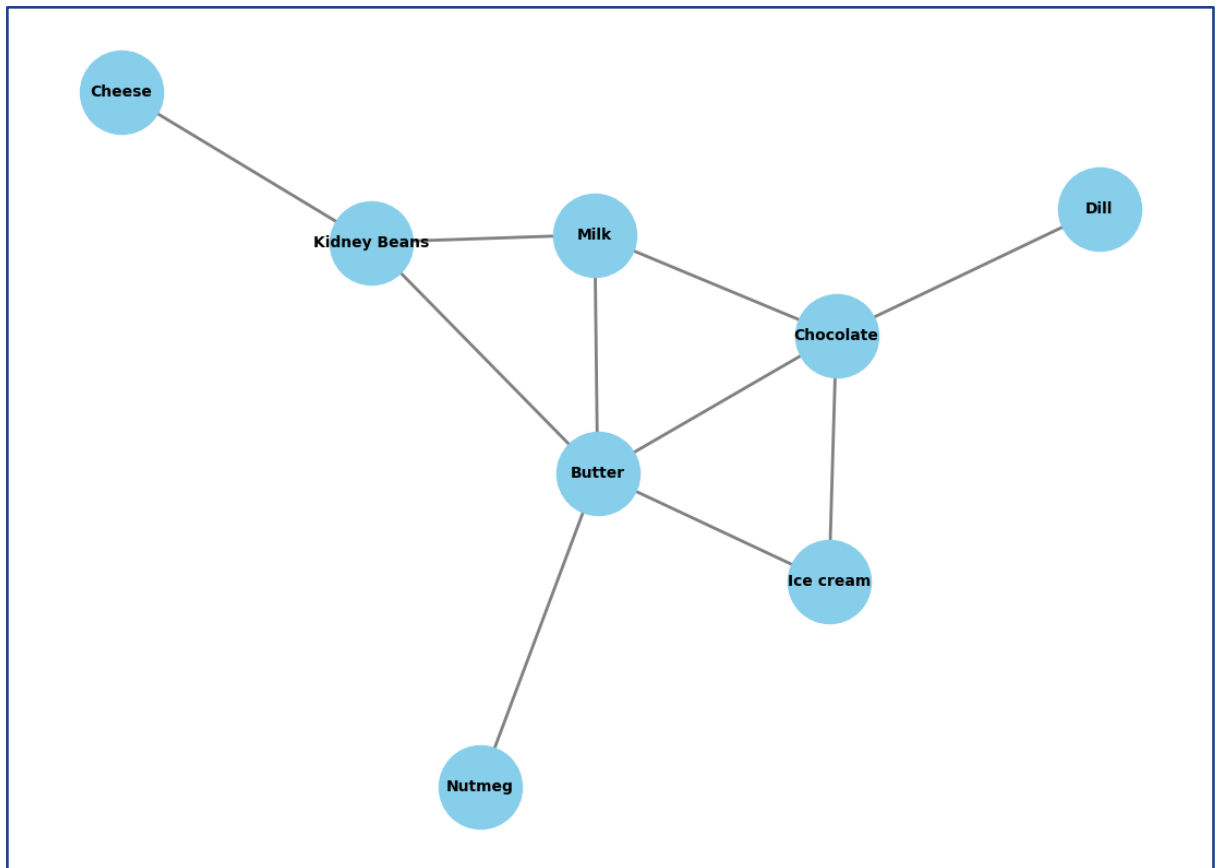 Cheese
Dill
Milk
Kidney Beans
Chocolate
Butter
Ice cream
Nutmeg